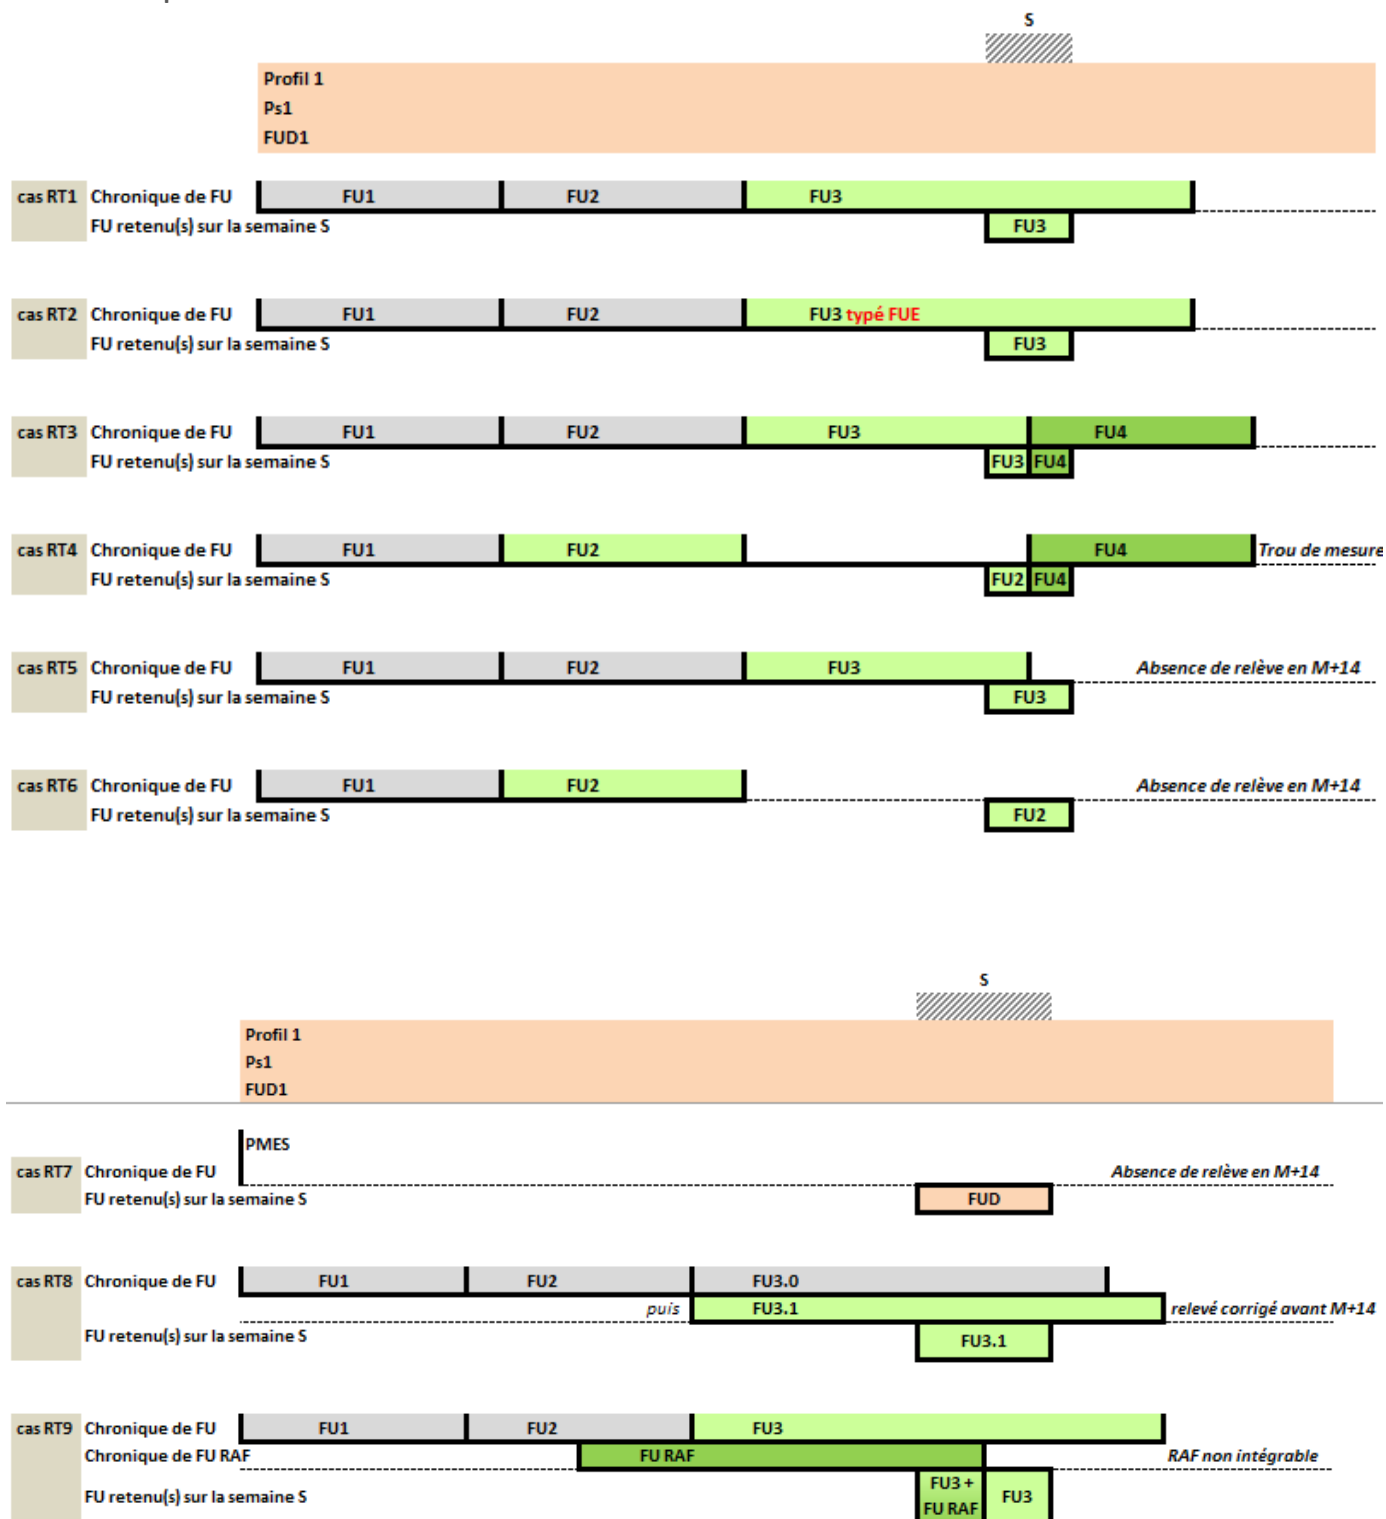 S
Profil 1
Ps1
FUD1
cas RT1 Chronique de FU FU1 FU2 FU3
FU retenu(s) sur la semaine S FU3
cas RT2 Chronique de FU FU1 FU2 FU3 typé FUE
FU retenu(s) sur la semaine S FU3
cas RT3 Chronique de FU FU1 FU2 FU3 FU4
FU retenu(s) sur la semaine S FU3 FU4
cas RT4 Chronique de FU FU1 FU2 FU4 Trou de mesure
FU retenu(s) sur la semaine S FU2 FU4
cas RT5 Chronique de FU FU1 FU2 FU3 Absence de relève en M+14
FU retenu(s) sur la semaine S FU3
cas RT6 Chronique de FU FU1 FU2 Absence de relève en M+14
FU retenu(s) sur la semaine S FU2
S
Profil 1
Ps1
FUD1
PMES
cas RT7 Chronique de FU Absence de relève en M+14
FU retenu(s) sur la semaine S FUD
cas RT8 Chronique de FU FU1 FU2 FU3.0
puis FU3.1 relevé corrigé avant M+14
FU retenu(s) sur la semaine S FU3.1
cas RT9 Chronique de FU FU1 FU2 FU3
Chronique de FU RAF FU RAF RAF non intégrable
FU retenu(s) sur la semaine S FU3 + FU3
FU RAF